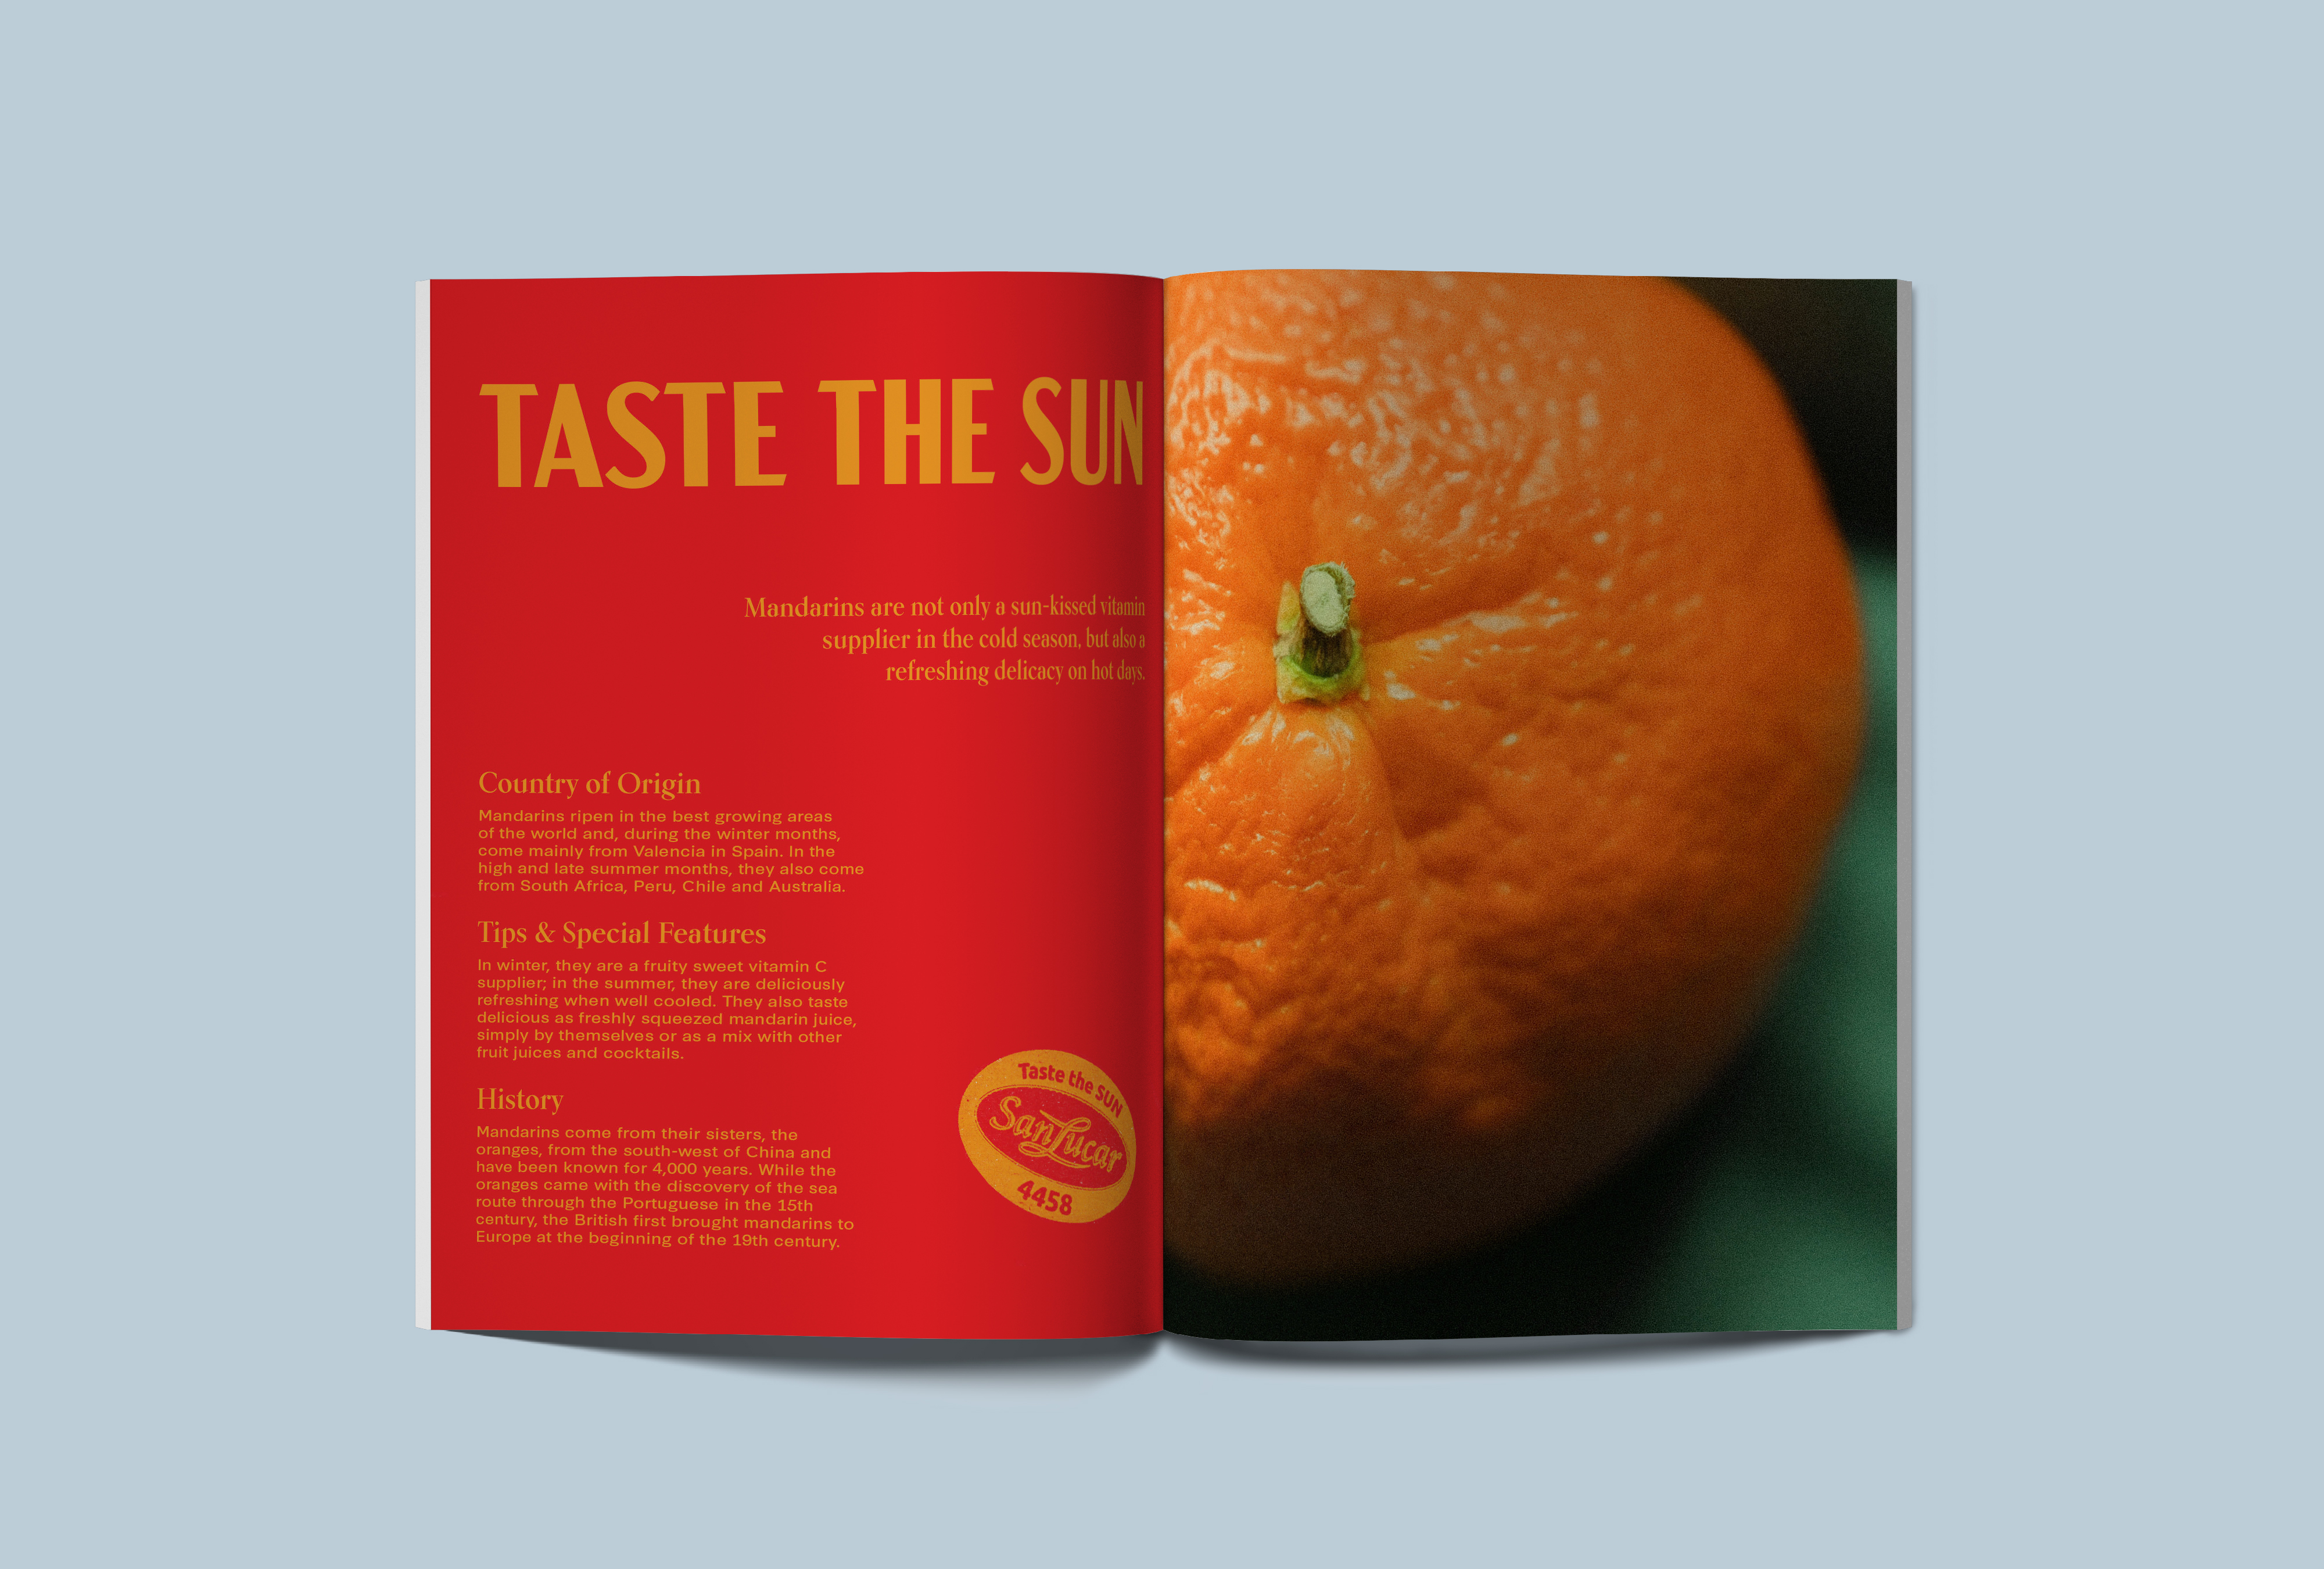 TASTE THE SUN
Mandarins are not only a sun-kissed vitamin
supplier in the cold season, but also a
refreshing delicacy on hot days.
Country of Origin
Mandarins ripen in the best growing areas
of the world and, during the winter months,
come mainly from Valencia in Spain. In the
high and late summer months, they also come
from South Africa, Peru, Chile and Australia.
Tips & Special Features
In winter, they are a fruity sweet vitamin C
supplier; in the summer, they are deliciously
refreshing when well cooled. They also taste
delicious as freshly squeezed mandarin juice,
simply by themselves or as a mix with other
fruit juices and cocktails.
History
Mandarins come from their sisters, the
oranges, from the south-west of China and
have been known for 4,000 years. While the
oranges came with the discovery of the sea
route through the Portuguese in the 15th
century, the British first brought mandarins to
Europe at the beginning of the 19th century.
Taste the SUN
SanLucar
4458